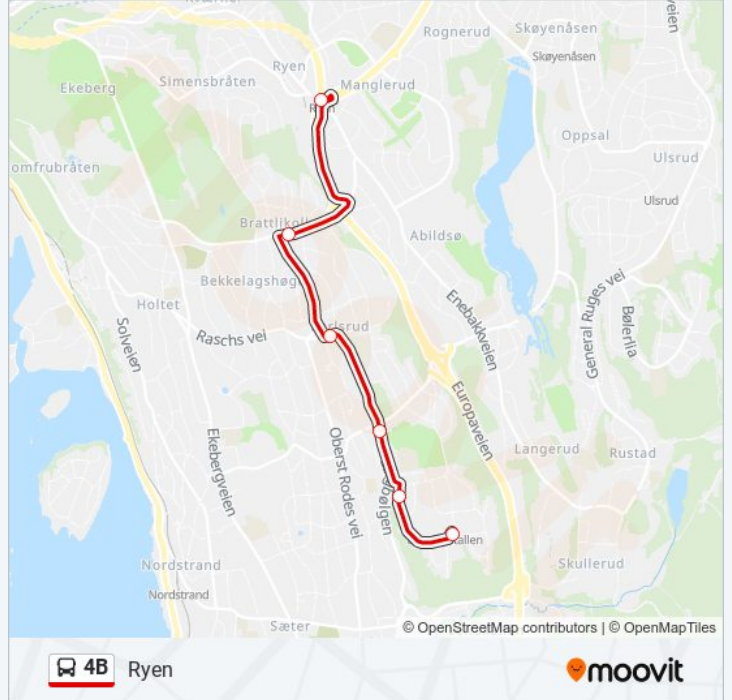 Rognerud
Skøyenåsen
Skøyenåsen
Ryen
Simensbråten
Manglerud
Ekeberg
Oppsal
Ulsrud
Ulsrud
Brattlikoll
Abildsø
Bekkelagshøg
Holtet
Enebakkveien
General Ruges vei
Bølerlia
Solveien
Raschs vei
Europaveien
Ekebergveien
Oberst Rodes vei
Langerud
Rustad
Nordstrand
Nordstrand
Skullerud
Sæter
© OpenStreetMap contributors | © OpenMapTiles
4B Ryen
moovit